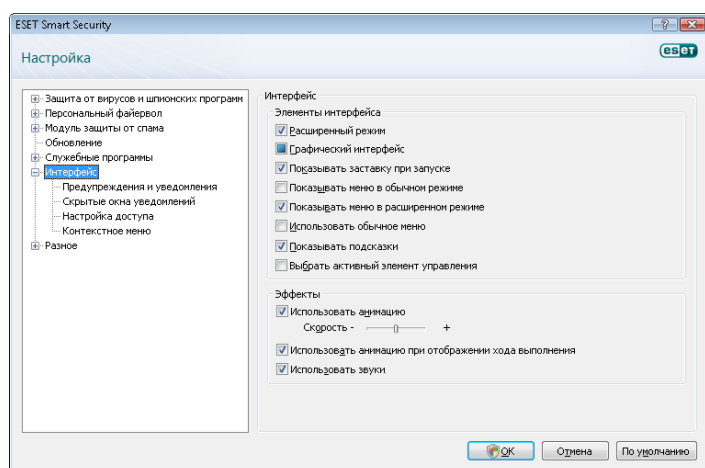 ESET Smart Security
Настройка
eset
Защита от вирусов и шпионских программ
Персональный файервол
Модуль защиты от спама
Обновление
Служебные программы
Интерфейс
Предупреждения и уведомления
Скрытые окна уведомлений
Настройка доступа
Контекстное меню
Разное
Интерфейс
Элементы интерфейса
Расширенный режим
Графический интерфейс
Показывать заставку при запуске
Показывать меню в обычном режиме
Показывать меню в расширенном режиме
Использовать обычное меню
Показывать подсказки
Выбрать активный элемент управления
Эффекты
Использовать анимацию
Скорость - +
Использовать анимацию при отображении хода выполнения
Использовать звуки
OK Отмена По умолчанию